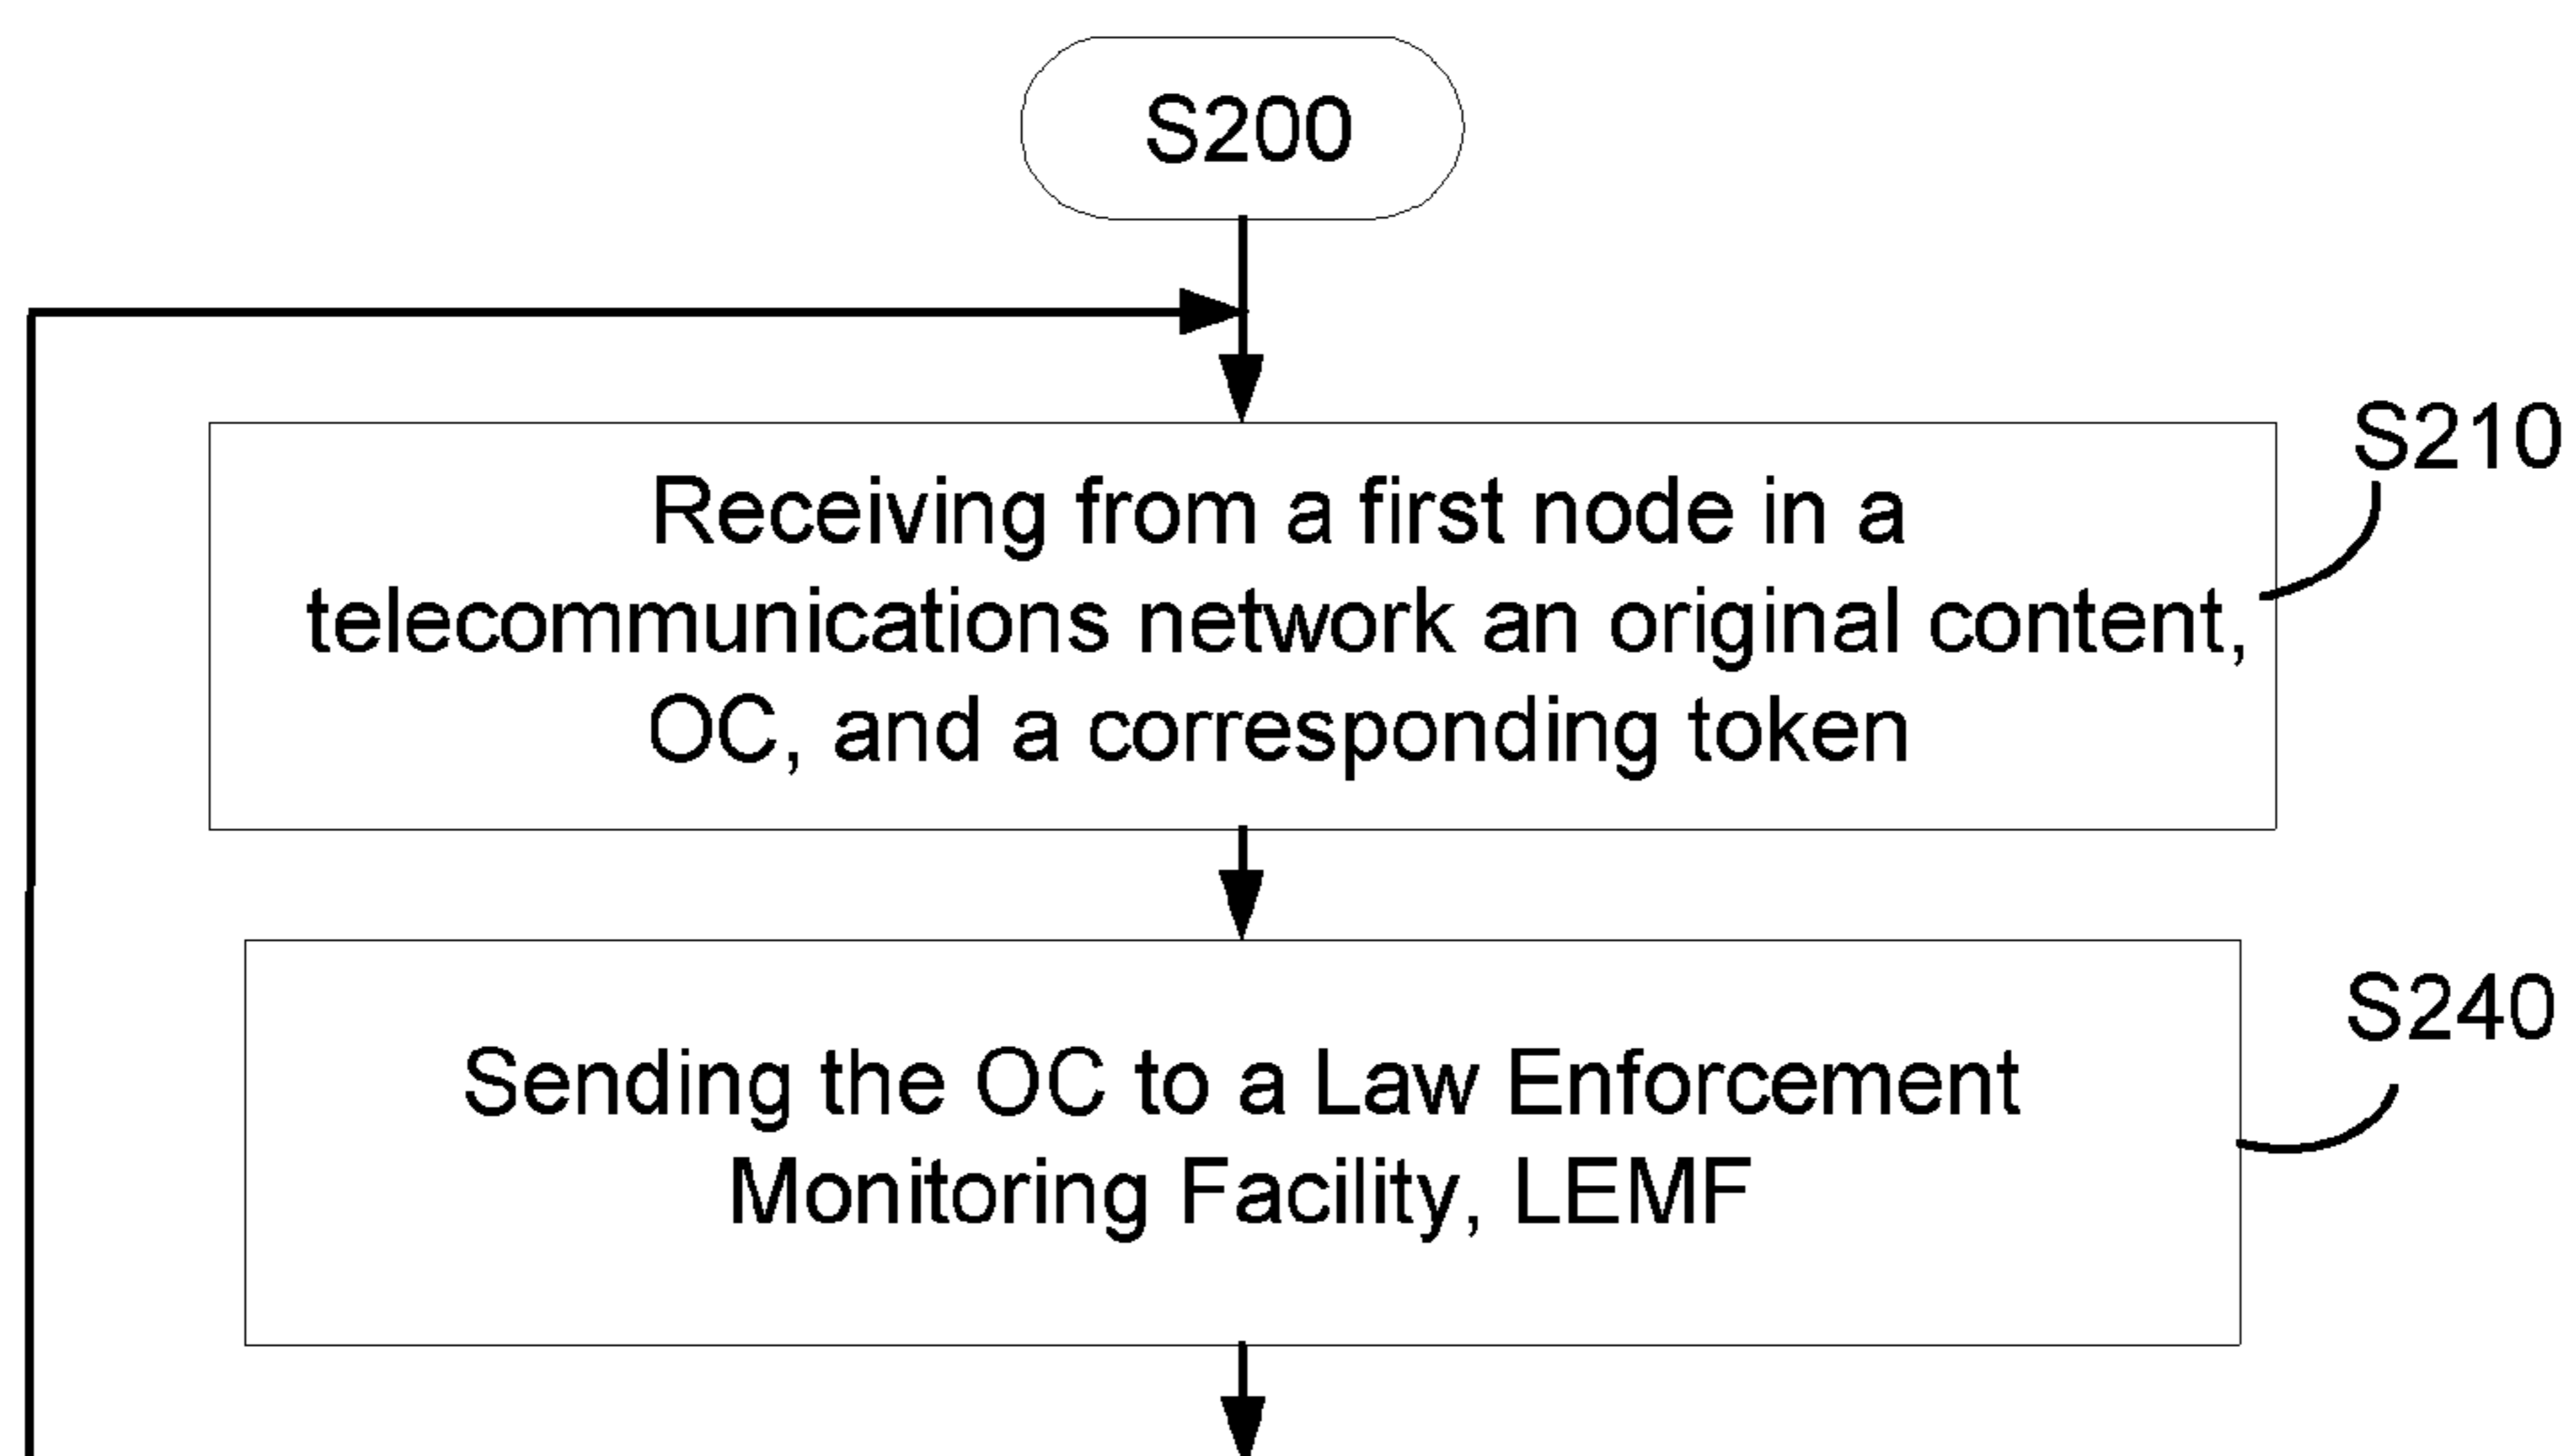 S200
S210
Receiving from a first node in a
telecommunications network an original content,
OC, and a corresponding token
S240
Sending the OC to a Law Enforcement
Monitoring Facility, LEMF